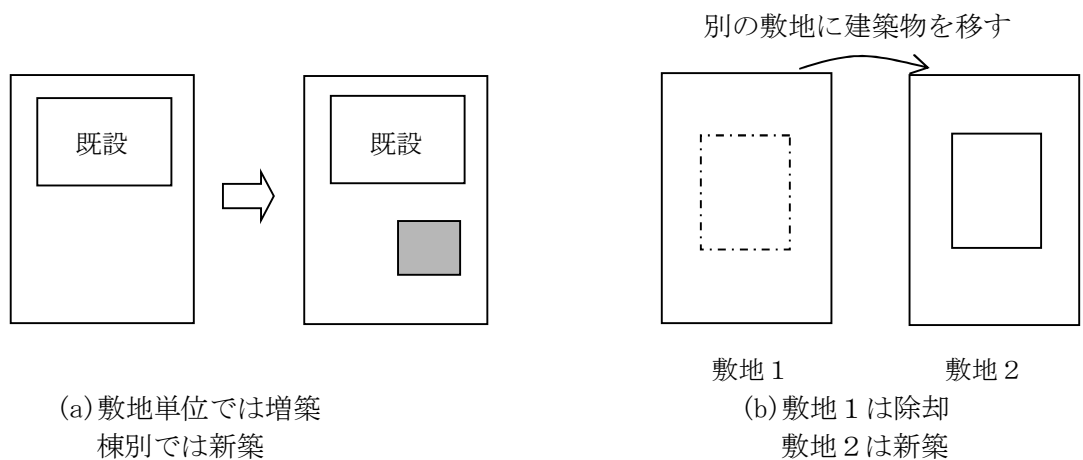 別の敷地に建築物を移す
既設
既設
敷地1
敷地2
(a)敷地単位では増築
棟別では新築
(b)敷地1は除却
敷地2は新築